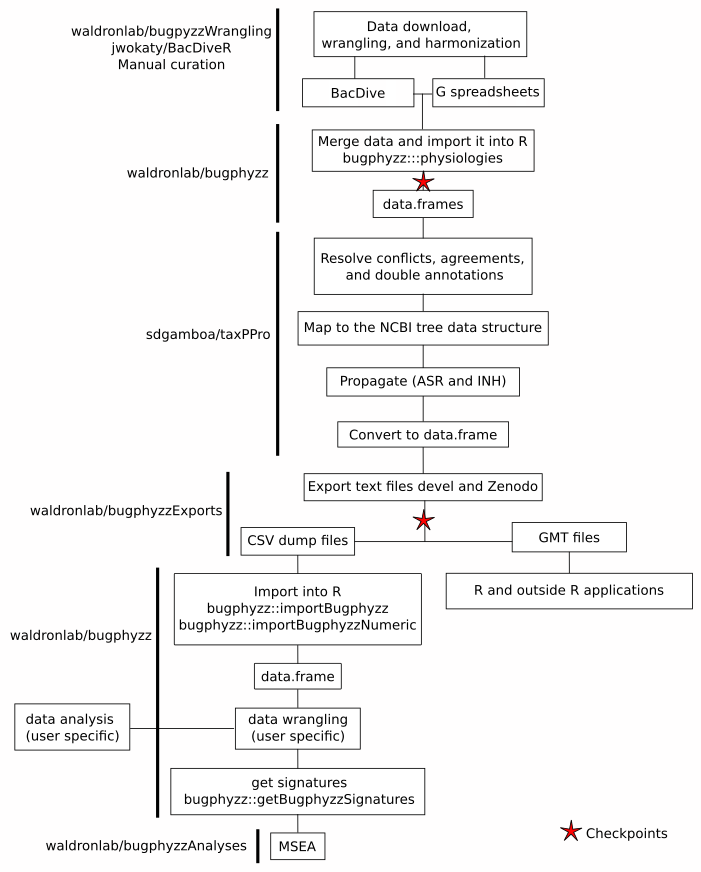 waldronlab/bugpyzzWrangling
jwokaty/BacDiveR
Manual curation
Data download,
wrangling, and harmonization
BacDive
G spreadsheets
waldronlab/bugphyzz
Merge data and import it into R
bugphyzz:::physiologies
data.frames
sdgamboa/taxPPro
Resolve conflicts, agreements,
and double annotations
Map to the NCBI tree data structure
Propagate (ASR and INH)
Convert to data.frame
waldronlab/bugphyzzExports
Export text files devel and Zenodo
CSV dump files
GMT files
R and outside R applications
waldronlab/bugphyzz
Import into R
bugphyzz::importBugphyzz
bugphyzz::importBugphyzzNumeric
data.frame
data analysis
(user specific)
data wrangling
(user specific)
get signatures
bugphyzz::getBugphyzzSignatures
waldronlab/bugphyzzAnalyses
MSEA
Checkpoints